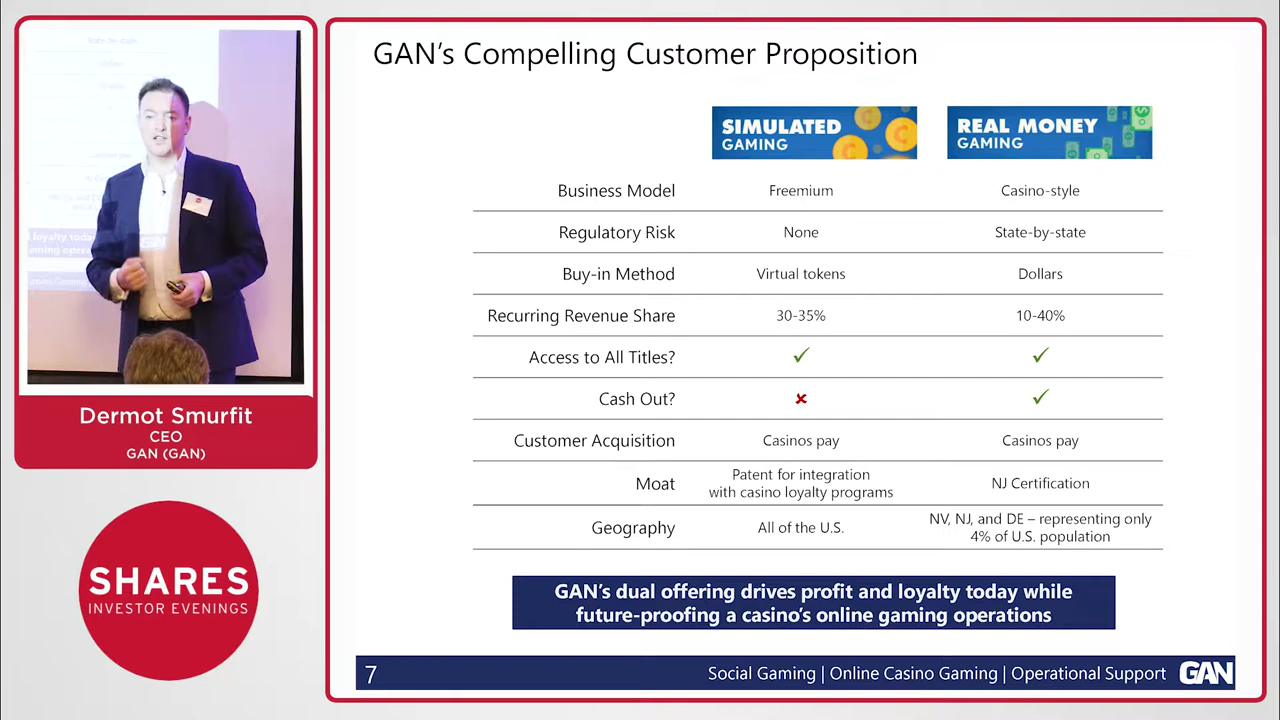 GAN's Compelling Customer Proposition
SIMULATED
GAMING
REAL MONEY
GAMING
Business Model Freemium Casino-style
Regulatory Risk None State-by-state
Buy-in Method Virtual tokens Dollars
Recurring Revenue Share 30-35% 10-40%
Access to All Titles? ✓ ✓
Cash Out? ✘ ✓
Customer Acquisition Casinos pay Casinos pay
Moat Patent for integration
with casino loyalty programs NJ Certification
Geography All of the U.S. NV, NJ, and DE – representing only
4% of U.S. population
GAN's dual offering drives profit and loyalty today while
future-proofing a casino's online gaming operations
7 Social Gaming | Online Casino Gaming | Operational Support GAN
Dermot Smurfit
CEO
GAN (GAN)
SHARES
INVESTOR EVENINGS